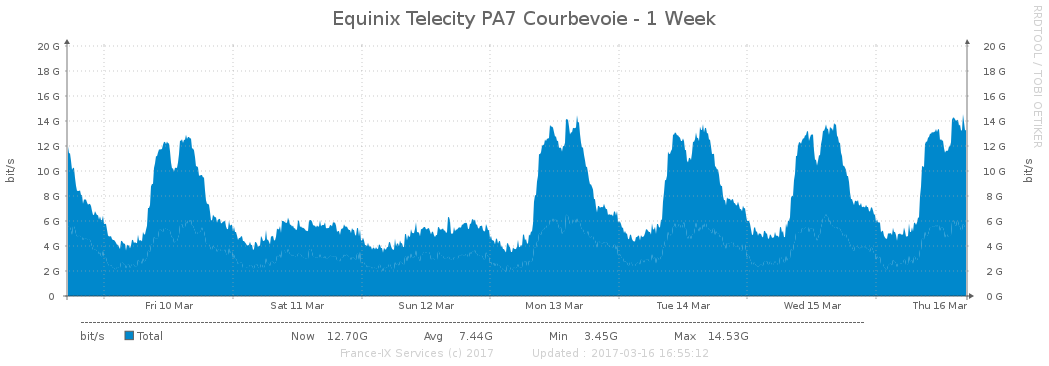 Equinix Telecity PA7 Courbevoie - 1 Week
RRDTOOL / TOBI OETIKER
bit/s
20 G 20 G
18 G 18 G
16 G 16 G
14 G 14 G
12 G 12 G
10 G 10 G
8 G 8 G
6 G 6 G
4 G 4 G
2 G 2 G
0 0 G
bit/s
Fri 10 Mar Sat 11 Mar Sun 12 Mar Mon 13 Mar Tue 14 Mar Wed 15 Mar Thu 16 Mar
bit/s Total Now 12.70G Avg 7.44G Min 3.45G Max 14.53G
France-IX Services (c) 2017 Updated : 2017-03-16 16:55:12